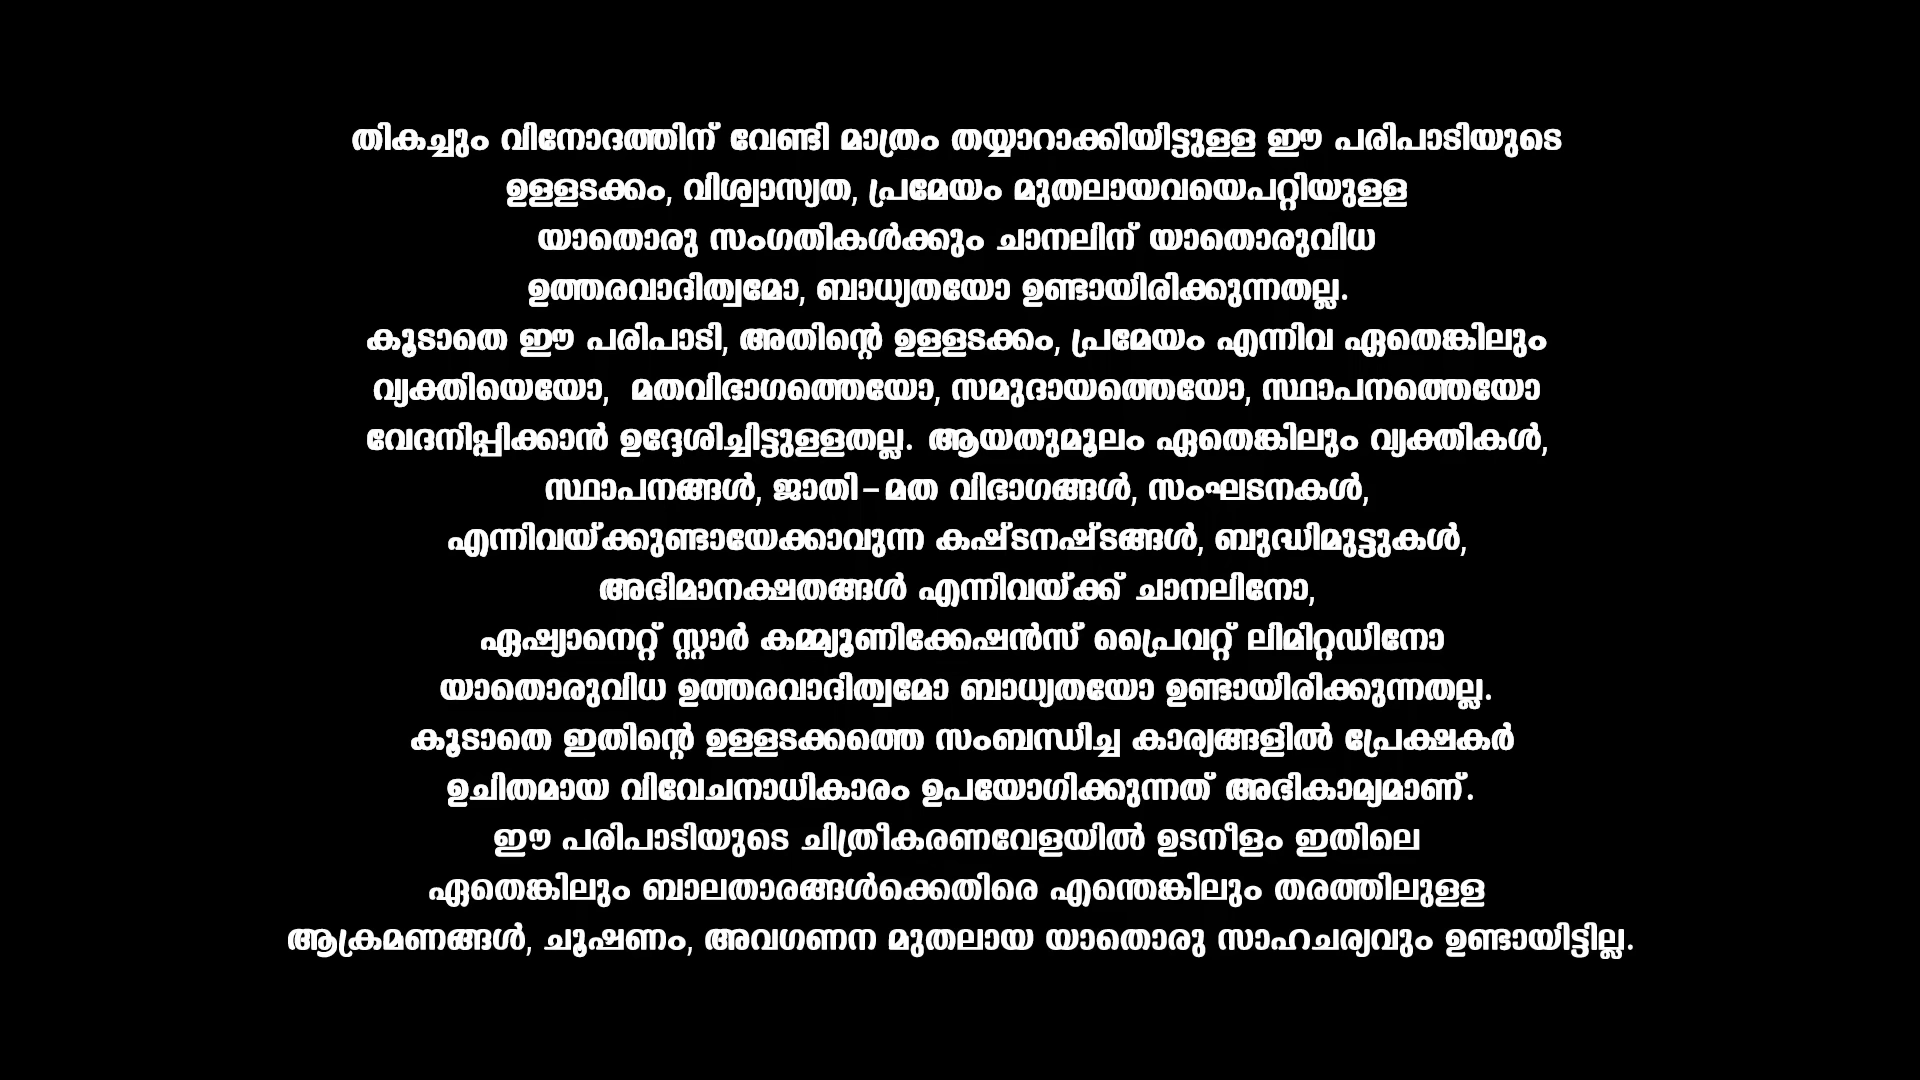 തികച്ചും വിനോദത്തിന് വേണ്ടി മാത്രം തയ്യാറാക്കിയിട്ടുള്ള ഈ പരിപാടിയുടെ
ഉള്ളടക്കം, വിശ്വാസ്യത, പ്രമേയം മുതലായവയെപറ്റിയുള്ള
യാതൊരു സംഗതികൾക്കും ചാനലിന് യാതൊരുവിധ
ഉത്തരവാദിത്വമോ, ബാധ്യതയോ ഉണ്ടായിരിക്കുന്നതല്ല.
കൂടാതെ ഈ പരിപാടി, അതിന്റെ ഉള്ളടക്കം, പ്രമേയം എന്നിവ ഏതെങ്കിലും
വ്യക്തിയെയോ, മതവിഭാഗത്തെയോ, സമുദായത്തെയോ, സ്ഥാപനത്തെയോ
വേദനിപ്പിക്കാൻ ഉദ്ദേശിച്ചിട്ടുള്ളതല്ല. ആയതുമൂലം ഏതെങ്കിലും വ്യക്തികൾ,
സ്ഥാപനങ്ങൾ, ജാതി-മത വിഭാഗങ്ങൾ, സംഘടനകൾ,
എന്നിവയ്ക്കുണ്ടായേക്കാവുന്ന കഷ്ടനഷ്ടങ്ങൾ, ബുദ്ധിമുട്ടുകൾ,
അഭിമാനക്ഷതങ്ങൾ എന്നിവയ്ക്ക് ചാനലിനോ,
ഏഷ്യാനെറ്റ് സ്റ്റാർ കമ്മ്യൂണിക്കേഷൻസ് പ്രൈവറ്റ് ലിമിറ്റഡിനോ
യാതൊരുവിധ ഉത്തരവാദിത്വമോ ബാധ്യതയോ ഉണ്ടായിരിക്കുന്നതല്ല.
കൂടാതെ ഇതിന്റെ ഉള്ളടക്കത്തെ സംബന്ധിച്ച കാര്യങ്ങളിൽ പ്രേക്ഷകർ
ഉചിതമായ വിവേചനാധികാരം ഉപയോഗിക്കുന്നത് അഭികാമ്യമാണ്.
ഈ പരിപാടിയുടെ ചിത്രീകരണവേളയിൽ ഉടനീളം ഇതിലെ
ഏതെങ്കിലും ബാലതാരങ്ങൾക്കെതിരെ എന്തെങ്കിലും തരത്തിലുള്ള
ആക്രമണങ്ങൾ, ചൂഷണം, അവഗണന മുതലായ യാതൊരു സാഹചര്യവും ഉണ്ടായിട്ടില്ല.